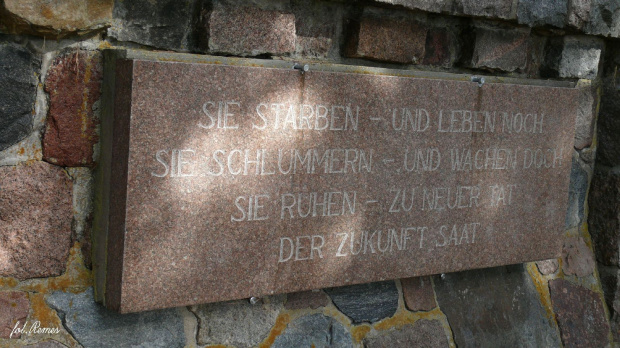 SIE STARBEN - UND LEBEN NOCH
SIE SCHLUMMERN - UND WACHEN DOCH
SIE RUHEN - ZU NEUER TAT
DER ZUKUNFT SAAT
fot. Remes